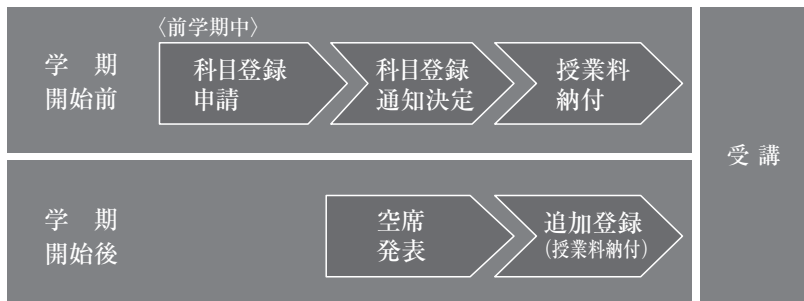 〈前学期中〉
学　期
開始前
科目登録
申請
科目登録
通知決定
授業料
納付
学　期
開始後
空席
発表
追加登録
(授業料納付)
受 講